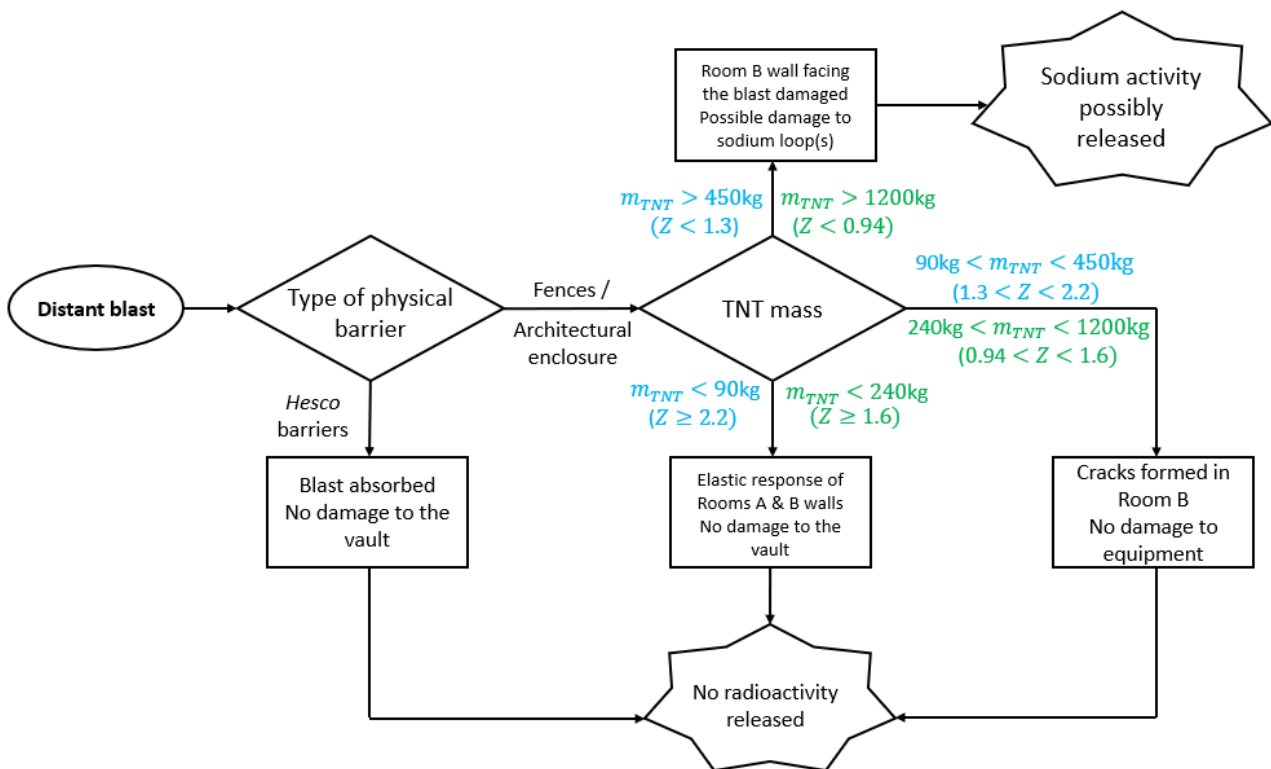 Room B wall facing
the blast damaged
Possible damage to
sodium loop(s)
Sodium activity
possibly
released
m_TNT > 450kg
(Z < 1.3)
m_TNT > 1200kg
(Z < 0.94)
Distant blast
Type of physical
barrier
Fences /
Architectural
enclosure
TNT mass
90kg < m_TNT < 450kg
(1.3 < Z < 2.2)
240kg < m_TNT < 1200kg
(0.94 < Z < 1.6)
Hesco
barriers
m_TNT < 90kg
(Z ≥ 2.2)
m_TNT < 240kg
(Z ≥ 1.6)
Blast absorbed
No damage to the
vault
Elastic response of
Rooms A & B walls
No damage to the
vault
Cracks formed in
Room B
No damage to
equipment
No radioactivity
released